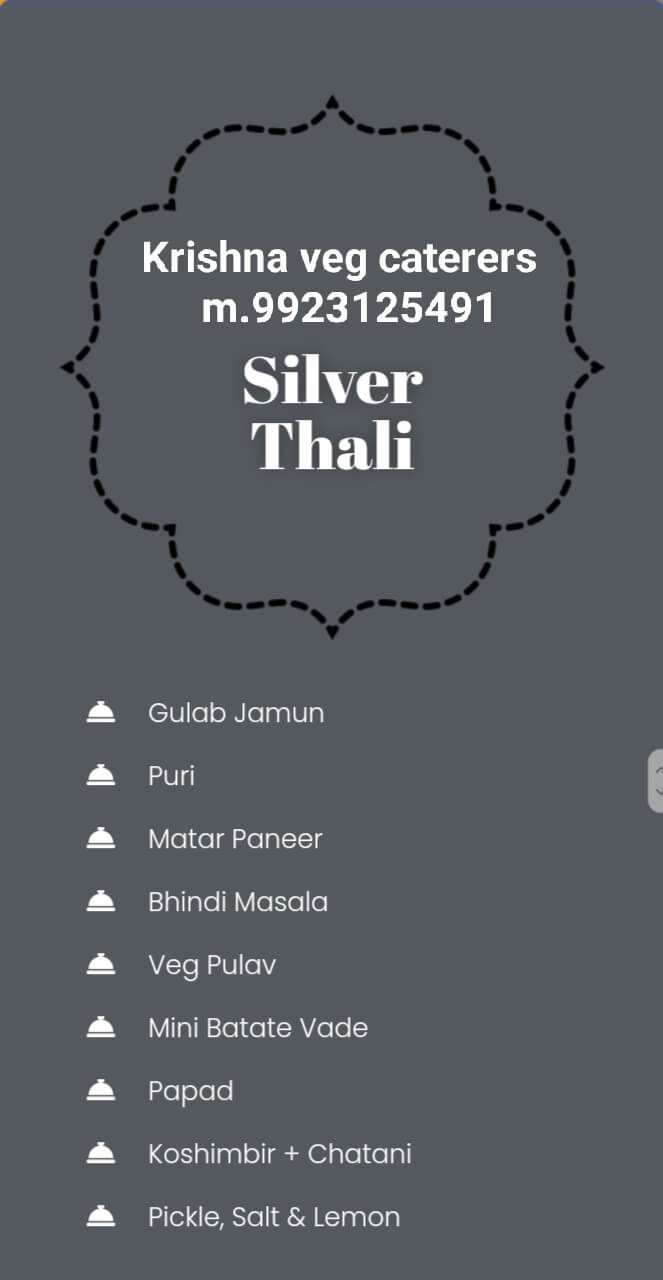 Krishna veg caterers
m.9923125491
Silver
Thali
Gulab Jamun
Puri
Matar Paneer
Bhindi Masala
Veg Pulav
Mini Batate Vade
Papad
Koshimbir + Chatani
Pickle, Salt & Lemon